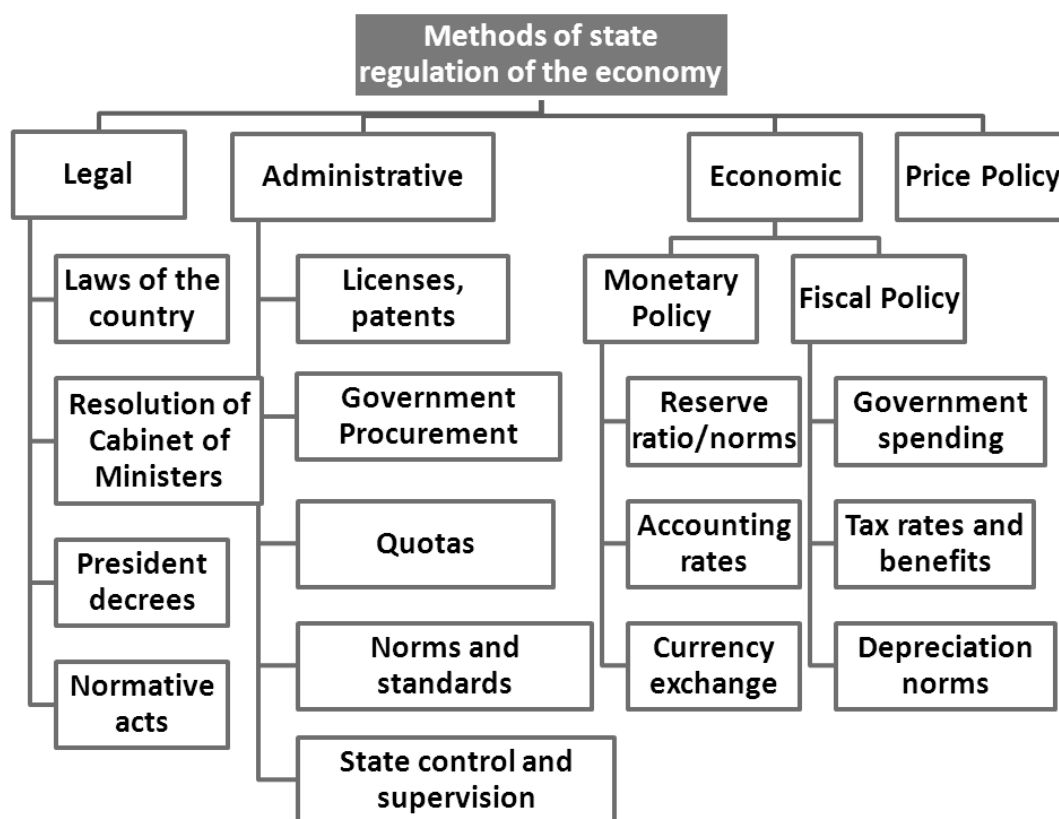 Methods of state
regulation of the economy
Legal
Administrative
Economic
Price Policy
Laws of the
country
Resolution of
Cabinet of
Ministers
President
decrees
Normative
acts
Licenses,
patents
Government
Procurement
Quotas
Norms and
standards
State control and
supervision
Monetary
Policy
Reserve
ratio/norms
Accounting
rates
Currency
exchange
Fiscal Policy
Government
spending
Tax rates and
benefits
Depreciation
norms